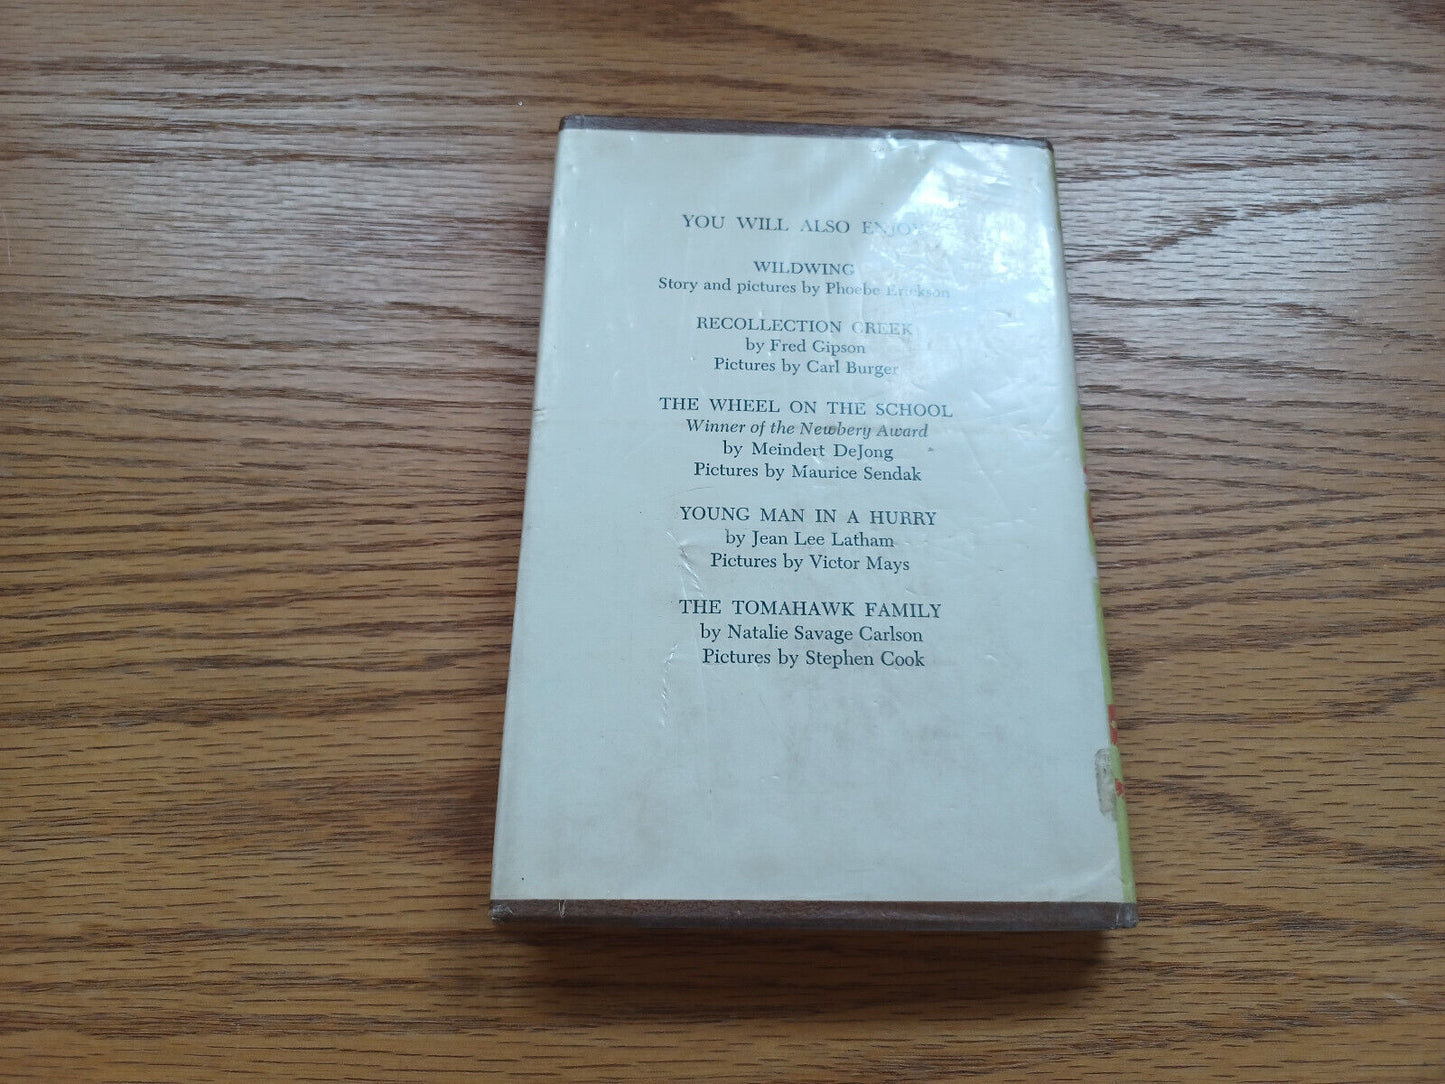 YOU WILL ALSO ENJOY
WILDWING
Story and pictures by Phoebe Erickson
RECOLLECTION CREEK
by Fred Gipson
Pictures by Carl Burger
THE WHEEL ON THE SCHOOL
Winner of the Newbery Award
by Meindert DeJong
Pictures by Maurice Sendak
YOUNG MAN IN A HURRY
by Jean Lee Latham
Pictures by Victor Mays
THE TOMAHAWK FAMILY
by Natalie Savage Carlson
Pictures by Stephen Cook